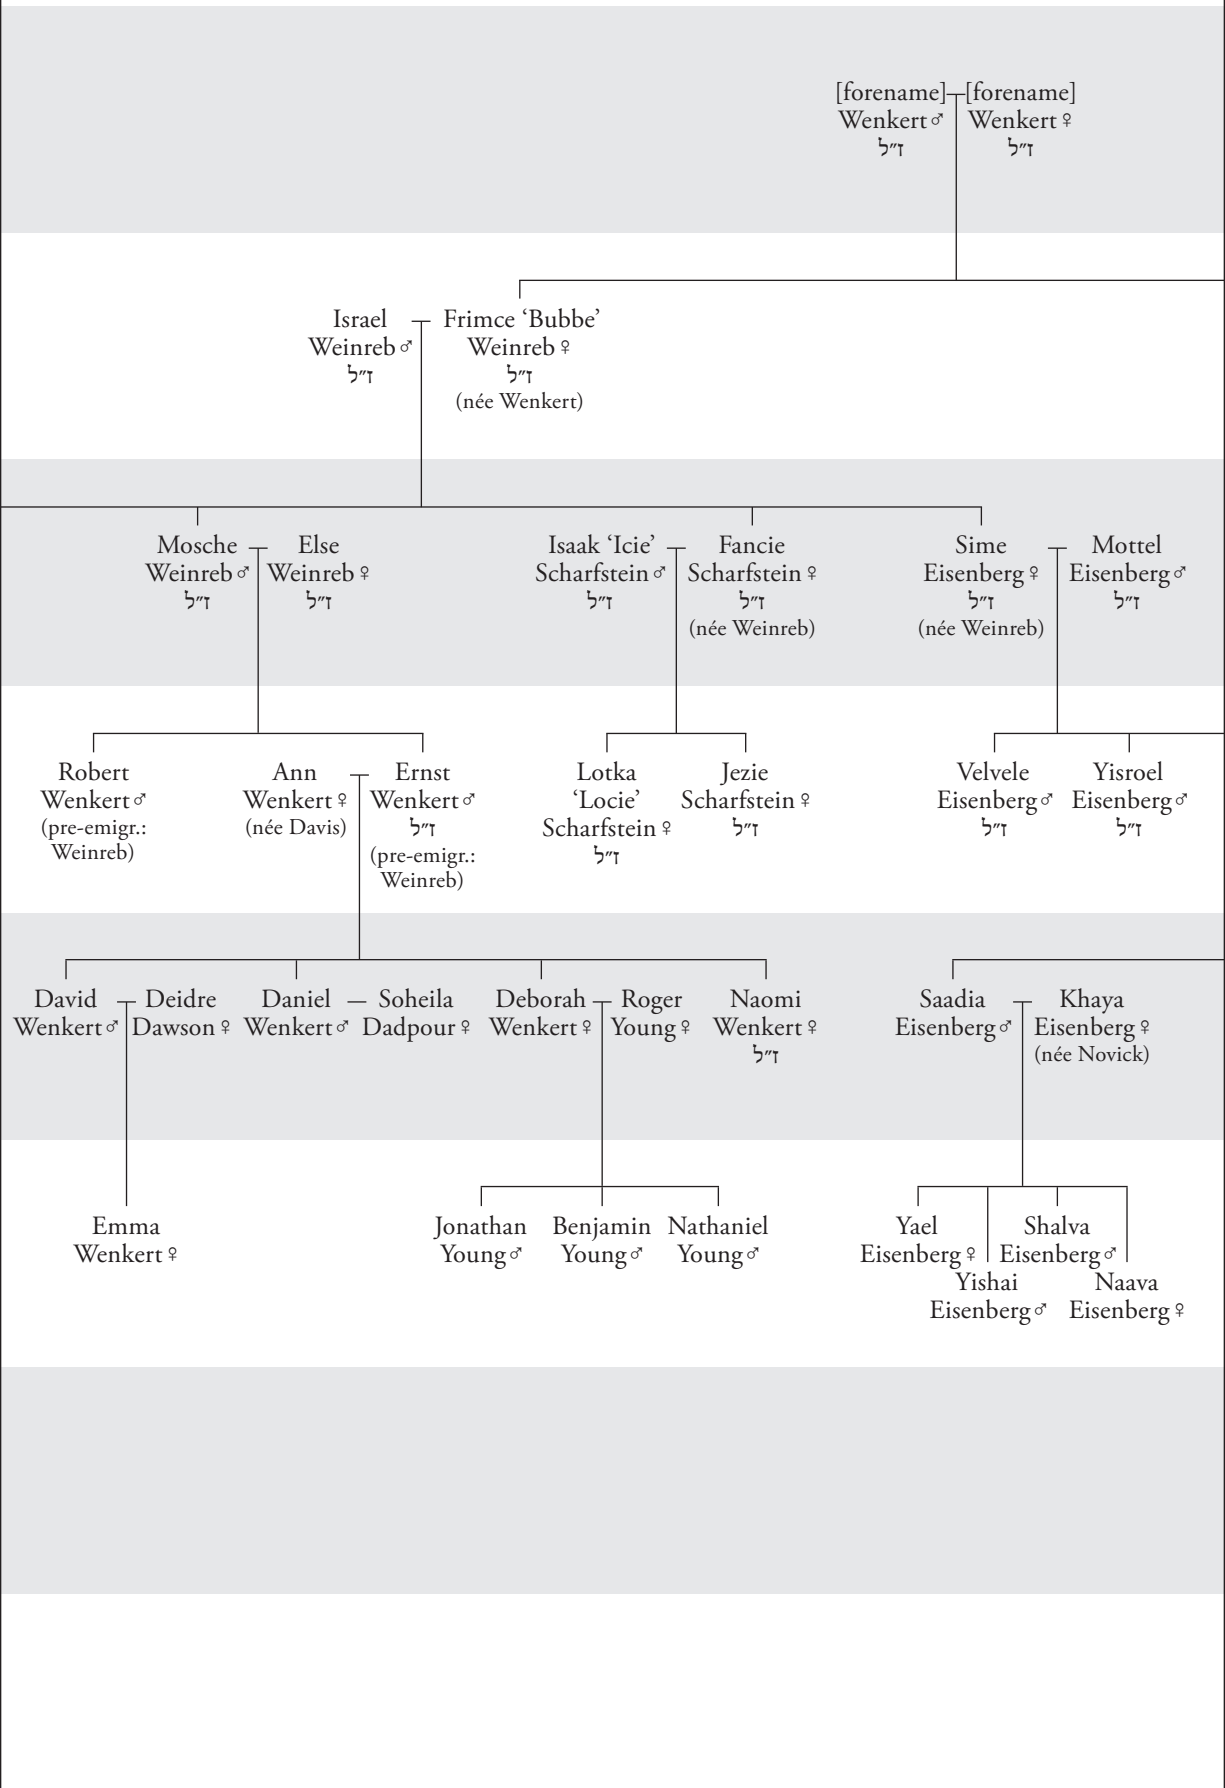 [forename] [forename]
Wenkert♂ Wenkert♀
ז״ל ז״ל
Israel Frimce ‘Bubbe’
Weinreb♂ Weinreb♀
ז״ל ז״ל
(née Wenkert)
Mosche Else Isaak ‘Icie’ Fancie Sime Mottel
Weinreb♂ Weinreb♀ Scharfstein♂ Scharfstein♀ Eisenberg♀ Eisenberg♂
ז״ל ז״ל ז״ל ז״ל ז״ל ז״ל
(née Weinreb) (née Weinreb)
Robert Ann Ernst Lotka Jezie Velvele Yisroel
Wenkert♂ Wenkert♀ Wenkert♂ ‘Locie’ Scharfstein♀ Eisenberg♂ Eisenberg♂
(pre-emigr.: (née Davis) ז״ל Scharfstein♀ ז״ל ז״ל ז״ל
Weinreb) (pre-emigr.: ז״ל
Weinreb)
David Deidre Daniel Soheila Deborah Roger Naomi Saadia Khaya
Wenkert♂ Dawson♀ Wenkert♂ Dadpour♀ Wenkert♀ Young♀ Wenkert♀ Eisenberg♂ Eisenberg♀
ז״ל (née Novick)
Emma Jonathan Benjamin Nathaniel Yael Shalva
Wenkert♀ Young♂ Young♂ Young♂ Eisenberg♀ Eisenberg♂
Yishai Naava
Eisenberg♂ Eisenberg♀